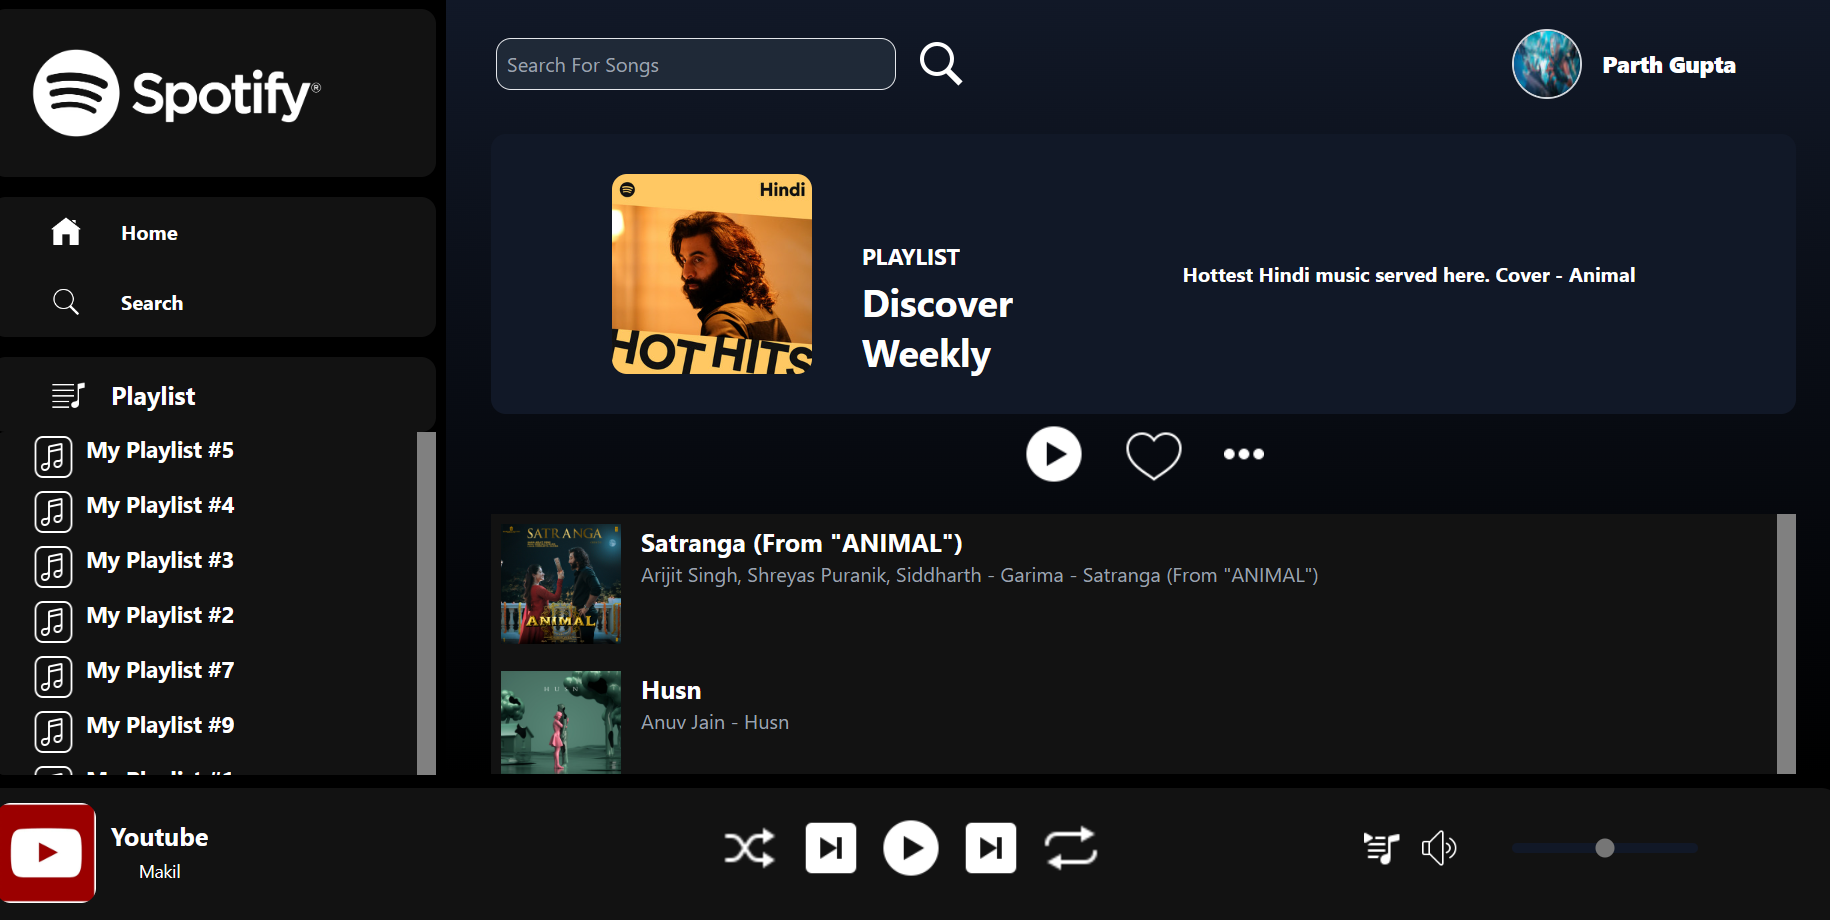 Spotify®
Home
Search
Playlist
My Playlist #5
My Playlist #4
My Playlist #3
My Playlist #2
My Playlist #7
My Playlist #9
Search For Songs
Parth Gupta
Hindi
HOT HITS
PLAYLIST
Discover
Weekly
Hottest Hindi music served here. Cover - Animal
SATRANGA
ANIMAL
Satranga (From "ANIMAL")
Arijit Singh, Shreyas Puranik, Siddharth - Garima - Satranga (From "ANIMAL")
HUSN
Husn
Anuv Jain - Husn
Youtube
Makil